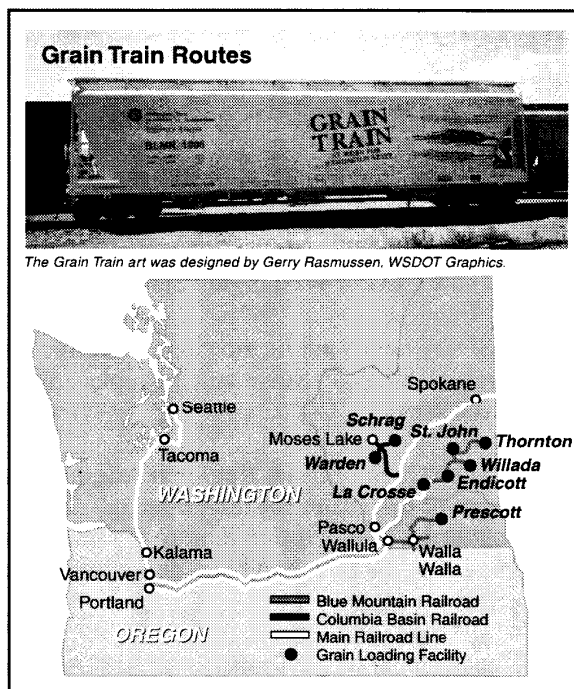 Grain Train Routes
GRAIN
TRAIN
The Grain Train art was designed by Gerry Rasmussen, WSDOT Graphics.
Spokane
Seattle
Schrag
St. John
Thornton
Moses Lake
Tacoma
Warden
Willada
WASHINGTON
La Crosse
Endicott
Prescott
Pasco
Kalama
Wallula
Walla
Walla
Vancouver
Portland
OREGON
Blue Mountain Railroad
Columbia Basin Railroad
Main Railroad Line
Grain Loading Facility